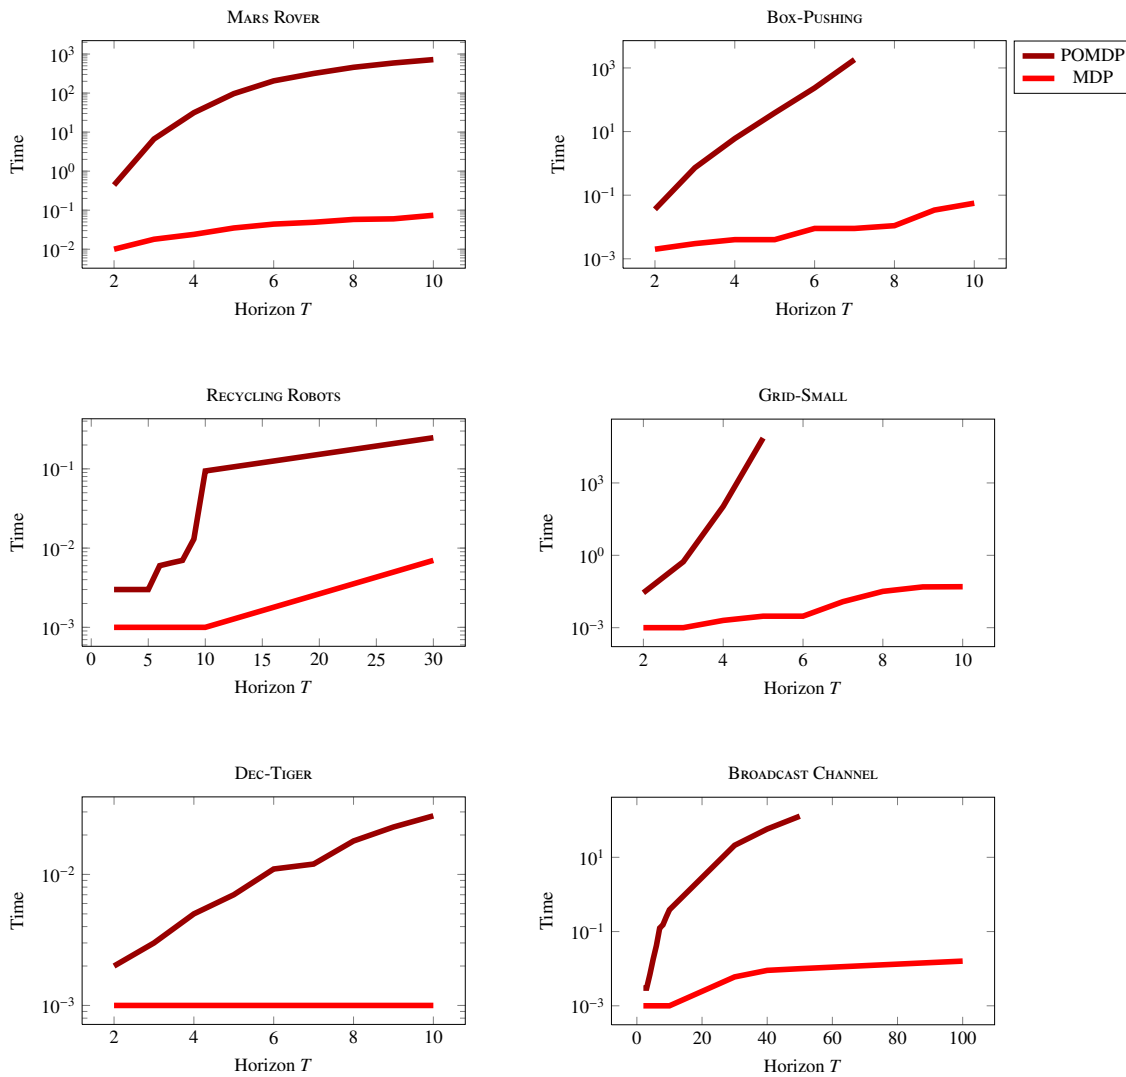 MARS ROVER
10^3
10^2
10^1
10^0
10^-1
10^-2
Time
2 4 6 8 10
Horizon T
BOX-PUSHING
10^3
10^1
10^-1
10^-3
Time
2 4 6 8 10
Horizon T
POMDP
MDP
RECYCLING ROBOTS
10^-1
10^-2
10^-3
Time
0 5 10 15 20 25 30
Horizon T
GRID-SMALL
10^3
10^0
10^-3
Time
2 4 6 8 10
Horizon T
DEC-TIGER
10^-2
10^-3
Time
2 4 6 8 10
Horizon T
BROADCAST CHANNEL
10^1
10^-1
10^-3
Time
0 20 40 60 80 100
Horizon T